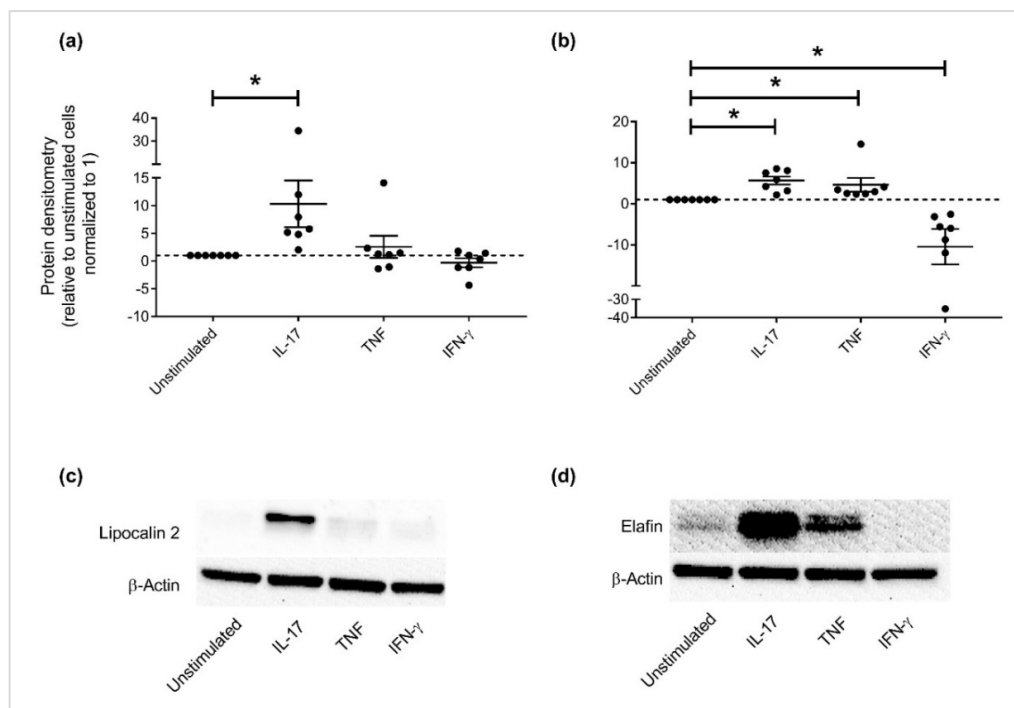 (a)
*
Protein densitometry
(relative to unstimulated cells
normalized to 1)
40
30
20
15
10
5
0
-5
-10
Unstimulated
IL-17
TNF
IFN-γ
(b)
*
*
*
20
10
0
-10
-30
-40
Unstimulated
IL-17
TNF
IFN-γ
(c)
Lipocalin 2
β-Actin
Unstimulated
IL-17
TNF
IFN-γ
(d)
Elafin
β-Actin
Unstimulated
IL-17
TNF
IFN-γ